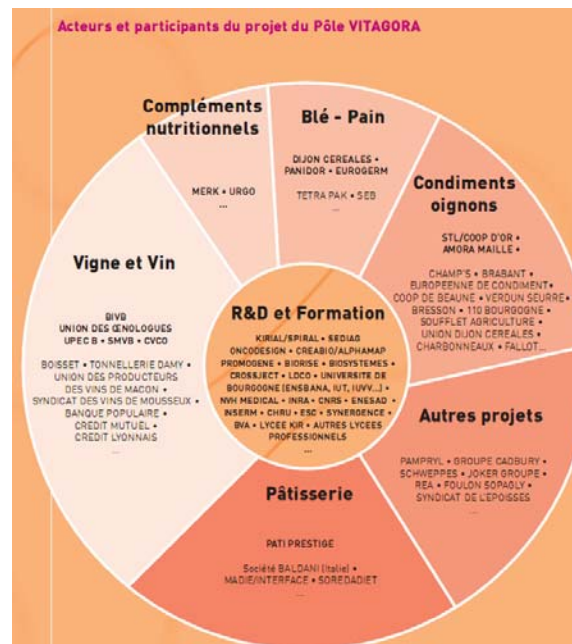 Acteurs et participants du projet du Pôle VITAGORA
Compléments
nutritionnels
MERK • URGO
...
Blé - Pain
DIJON CEREALES •
PANIDOR • EUROGERM
TETRA PAK • SEB
...
Condiments
oignons
STL/COOP D'OR •
AMORA MAILLE •
CHAMP'S • BRABANT •
EUROPEENNE DE CONDIMENT •
COOP DE BEAUNE • VERDUN SEURRE •
BRESSON • 110 BOURGOGNE •
SOUFFLET AGRICULTURE •
UNION DIJON CEREALES •
CHARBONNEAUX • FALLOT...
Vigne et Vin
BIVB
UNION DES ŒNOLOGUES
UPEC B • SMVB • CVCO
BOISSET • TONNELLERIE DAMY •
UNION DES PRODUCTEURS
DES VINS DE MACON •
SYNDICAT DES VINS DE MOUSSEUX •
BANQUE POPULAIRE •
CREDIT MUTUEL •
CREDIT LYONNAIS
...
R&D et Formation
KIRIAL/SPIRAL • SEDIAG
ONCODESIGN • CREABIO/ALPHAMAP
PROMOGENE • BIORISE • BIOSYSTEMES •
CROSSJECT • LDCO • UNIVERSITE DE
BOURGOGNE (ENSBANA, IUT, IUVV...) •
NVH MEDICAL • INRA • CNRS • ENESAD •
INSERM • CHRU • ESC • SYNERGENCE •
BVA • LYCEE KIR • AUTRES LYCEES
PROFESSIONNELS
...
Autres projets
PAMPRYL • GROUPE CADBURY •
SCHWEPPES • JOKER GROUPE •
REA • FOULON SOPAGLY •
SYNDICAT DE L'EPOISSES
...
Pâtisserie
PATI PRESTIGE
Société BALDANI (Italie) •
MADIE/INTERFACE • SOREDADIET
...